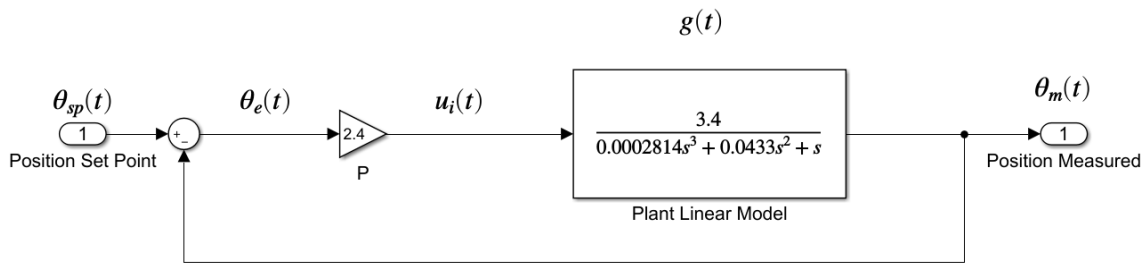 g(t)
θsp(t)
θe(t)
ui(t)
θm(t)
1
+
−
2.4
3.4
0.0002814s³ + 0.0433s² + s
1
Position Set Point
P
Plant Linear Model
Position Measured